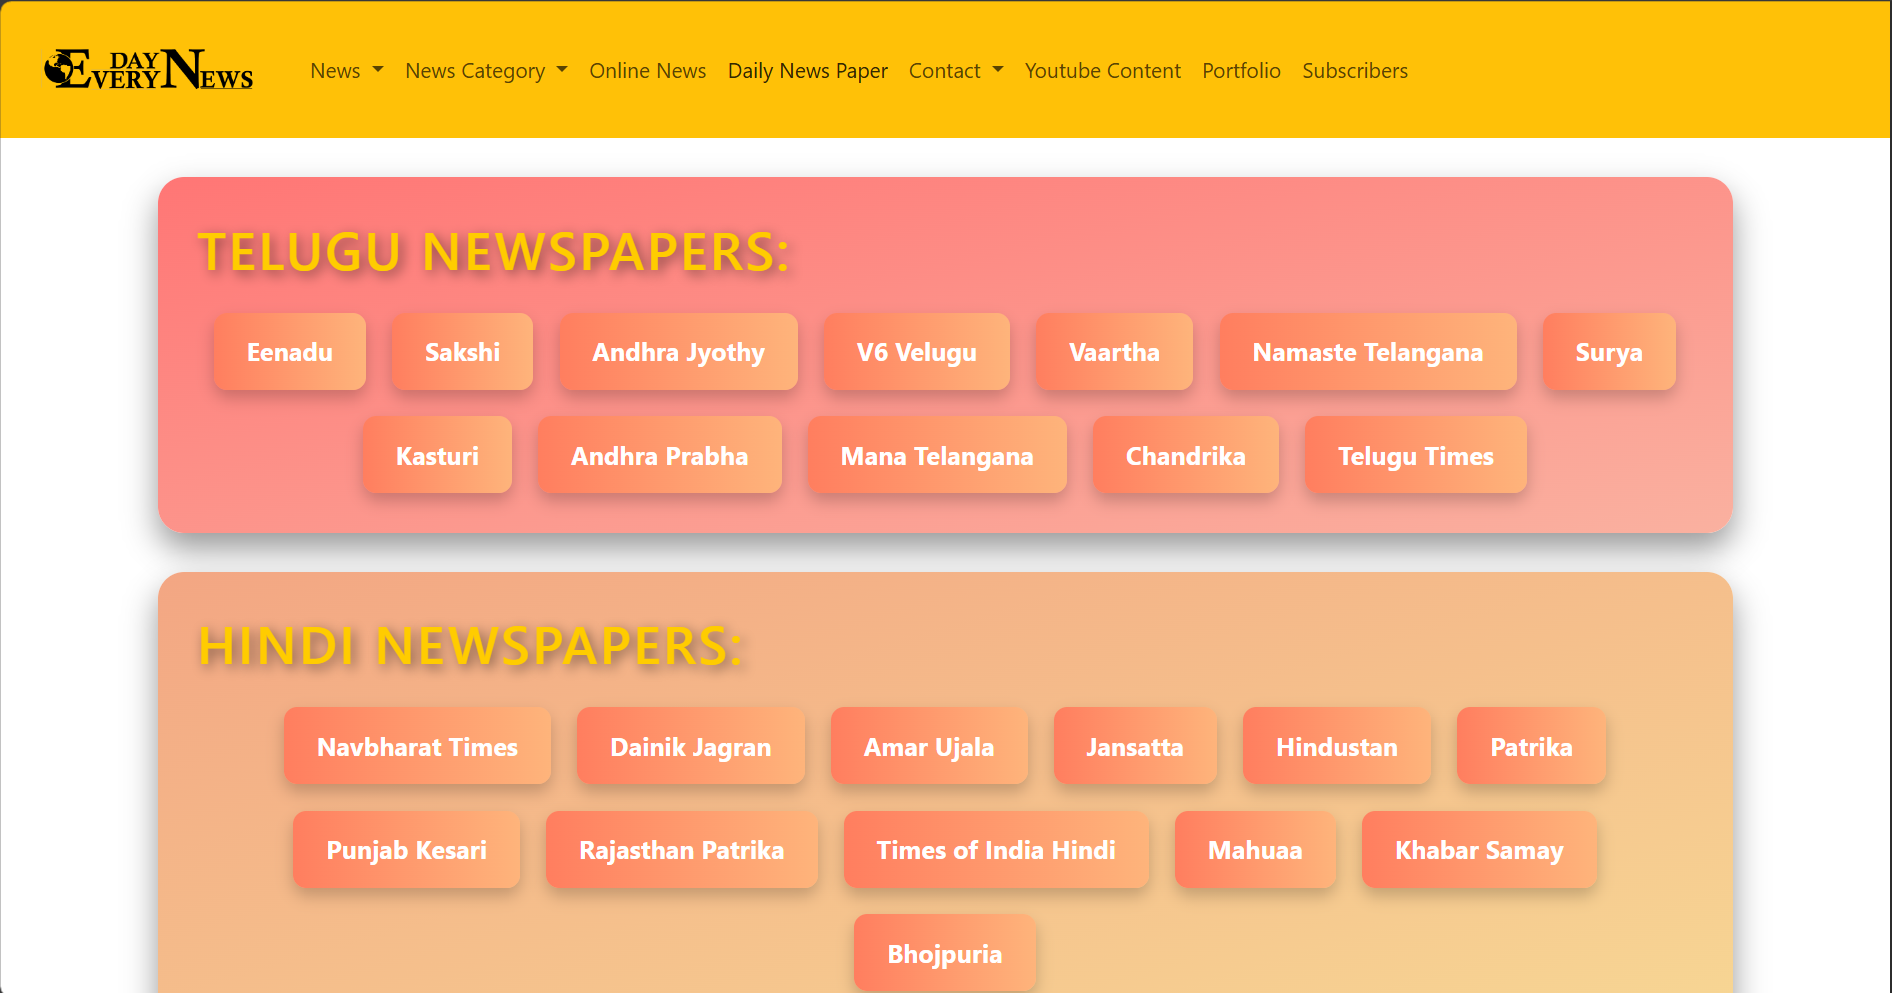 EVERY DAY NEWS
News News Category Online News Daily News Paper Contact Youtube Content Portfolio Subscribers
TELUGU NEWSPAPERS:
Eenadu Sakshi Andhra Jyothy V6 Velugu Vaartha Namaste Telangana Surya
Kasturi Andhra Prabha Mana Telangana Chandrika Telugu Times
HINDI NEWSPAPERS:
Navbharat Times Dainik Jagran Amar Ujala Jansatta Hindustan Patrika
Punjab Kesari Rajasthan Patrika Times of India Hindi Mahuaa Khabar Samay
Bhojpuria